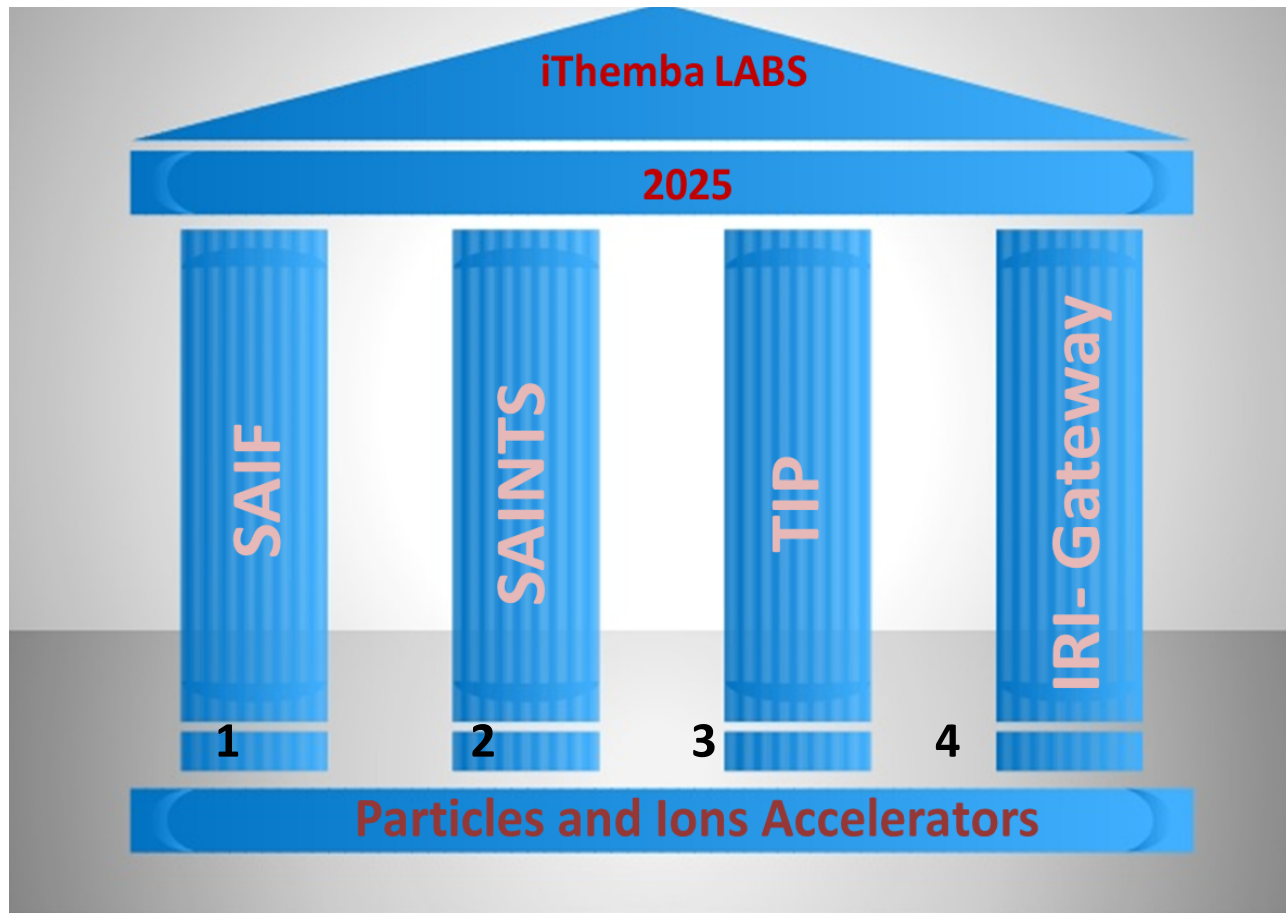 iThemba LABS
2025
SAIF
SAINTS
TIP
IRI- Gateway
1
2
3
4
Particles and Ions Accelerators